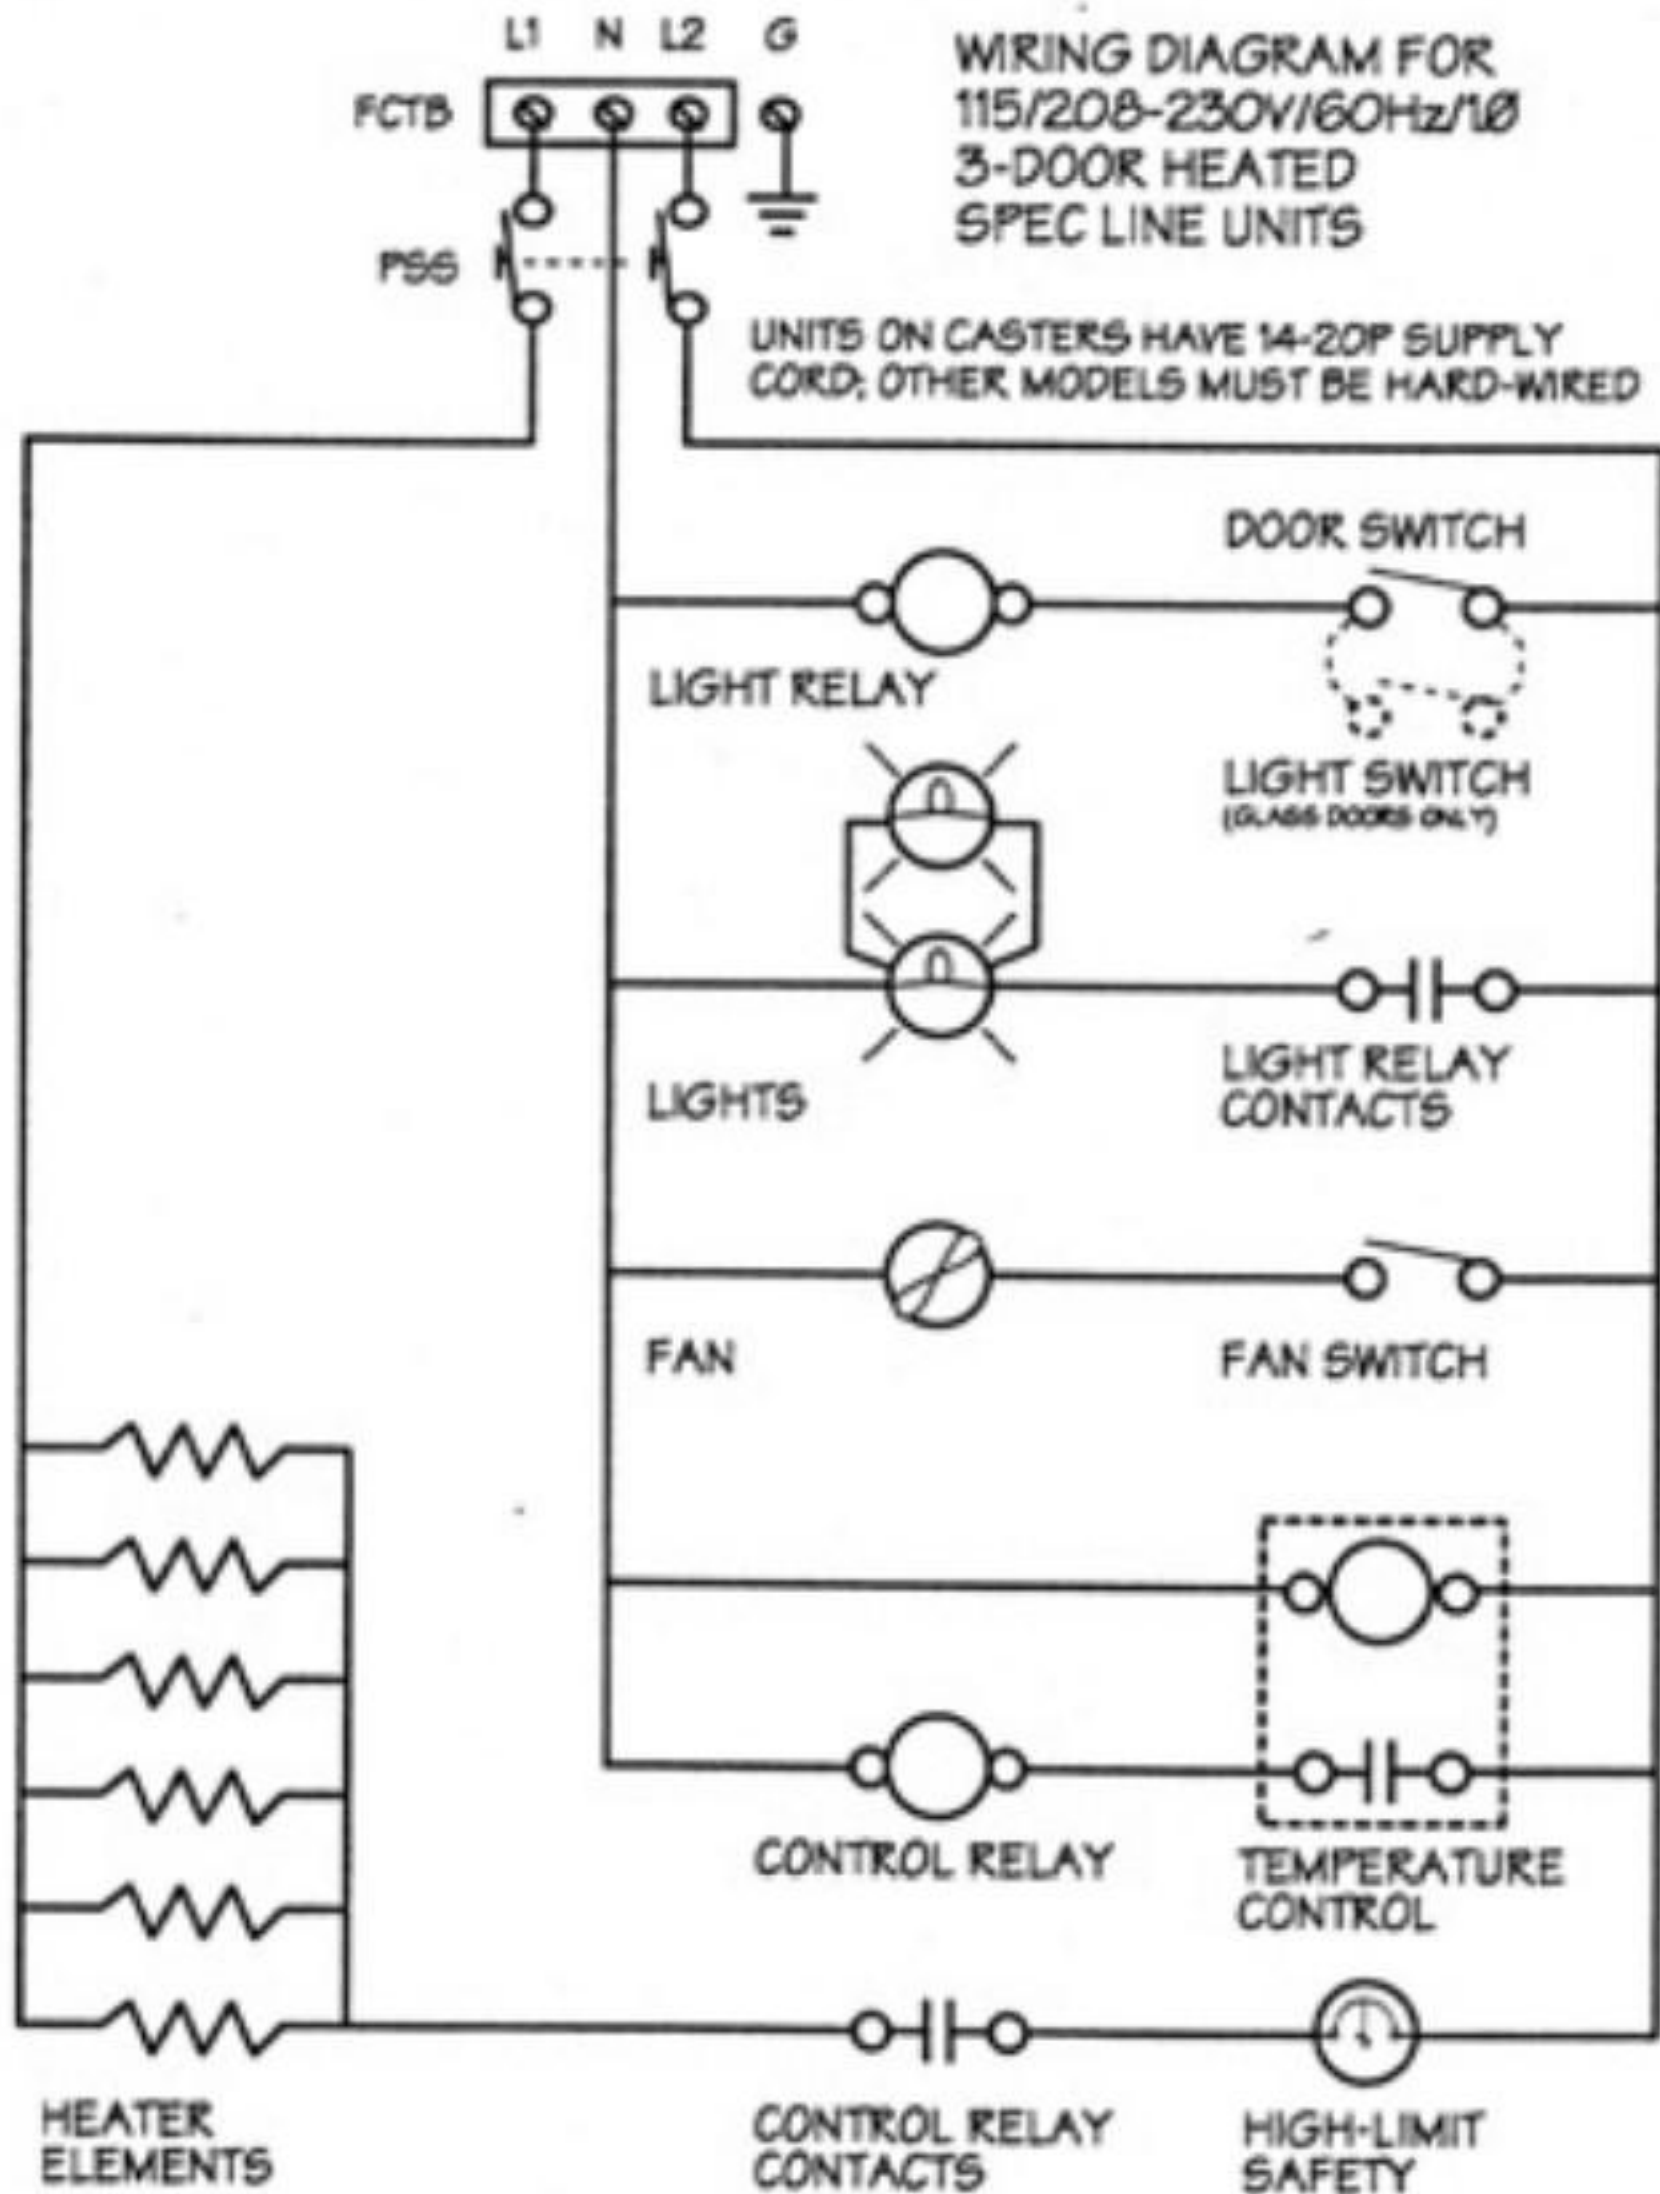 L1 N L2 G
FCTB
WIRING DIAGRAM FOR
115/208-230V/60Hz/1Ø
3-DOOR HEATED
SPEC LINE UNITS
PSS
UNITS ON CASTERS HAVE 14-20P SUPPLY
CORD; OTHER MODELS MUST BE HARD-WIRED
DOOR SWITCH
LIGHT RELAY
LIGHT SWITCH
(GLASS DOORS ONLY)
LIGHTS
LIGHT RELAY
CONTACTS
FAN
FAN SWITCH
CONTROL RELAY
TEMPERATURE
CONTROL
HEATER
ELEMENTS
CONTROL RELAY
CONTACTS
HIGH-LIMIT
SAFETY